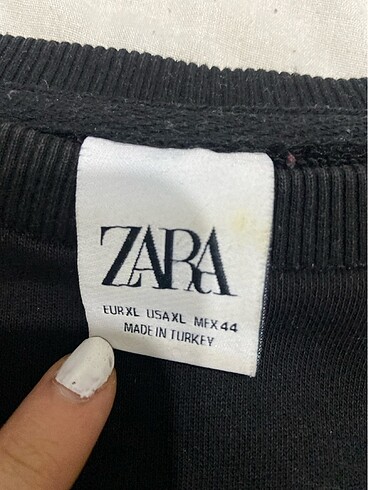 ZARA
EUR XL USA XL MEX 44
MADE IN TURKEY